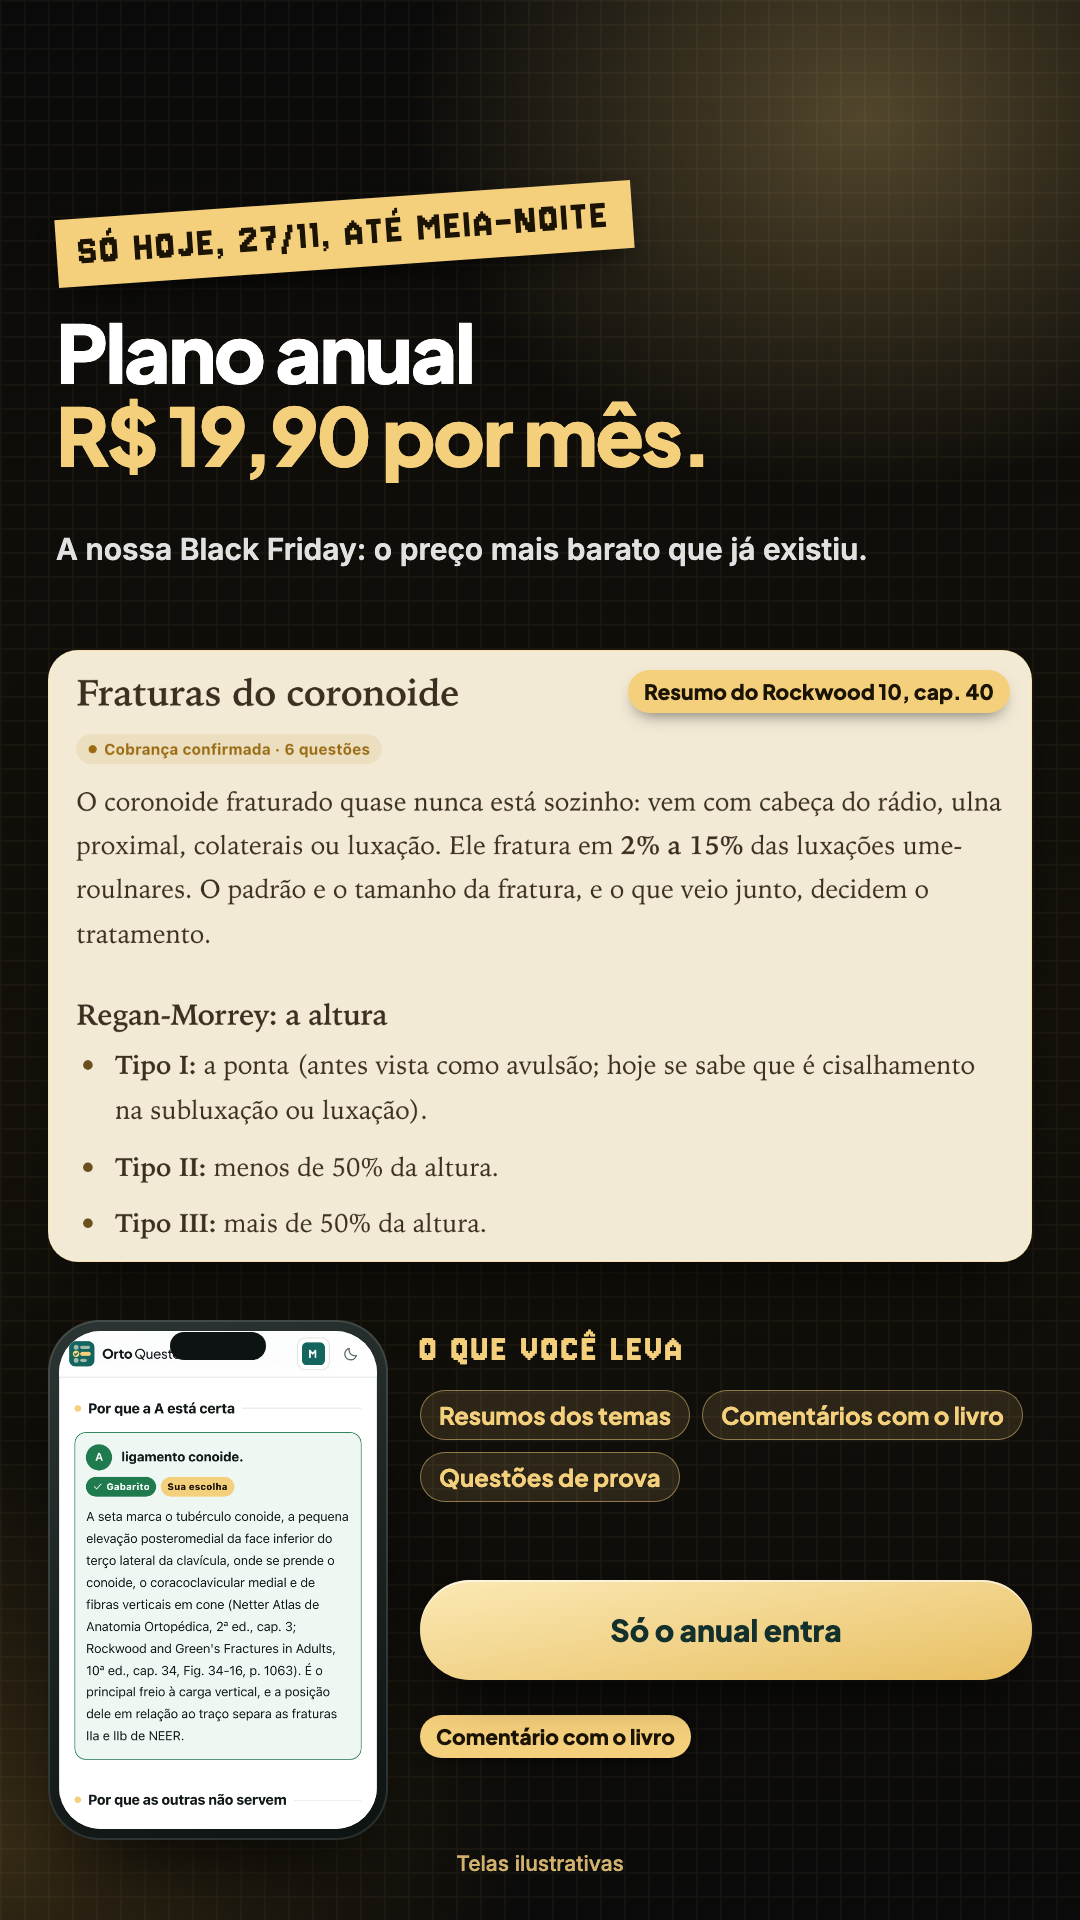 SÓ HOJE, 27/11, ATÉ MEIA-NOITE
Plano anual
R$ 19,90 por mês.
A nossa Black Friday: o preço mais barato que já existiu.
Fraturas do coronoide
Resumo do Rockwood 10, cap. 40
Cobrança confirmada · 6 questões
O coronoide fraturado quase nunca está sozinho: vem com cabeça do rádio, ulna
proximal, colaterais ou luxação. Ele fratura em 2% a 15% das luxações ume-
roulnares. O padrão e o tamanho da fratura, e o que veio junto, decidem o
tratamento.
Regan-Morrey: a altura
• Tipo I: a ponta (antes vista como avulsão; hoje se sabe que é cisalhamento
na subluxação ou luxação).
• Tipo II: menos de 50% da altura.
• Tipo III: mais de 50% da altura.
Orto Quest
M
Por que a A está certa
A ligamento conoide.
Gabarito
Sua escolha
A seta marca o tubérculo conoide, a pequena
elevação posteromedial da face inferior do
terço lateral da clavícula, onde se prende o
conoide, o coracoclavicular medial e de
fibras verticais em cone (Netter Atlas de
Anatomia Ortopédica, 2ª ed., cap. 3;
Rockwood and Green's Fractures in Adults,
10ª ed., cap. 34, Fig. 34-16, p. 1063). É o
principal freio à carga vertical, e a posição
dele em relação ao traço separa as fraturas
IIa e IIb de NEER.
Por que as outras não servem
O QUE VOCÊ LEVA
Resumos dos temas
Comentários com o livro
Questões de prova
Só o anual entra
Comentário com o livro
Telas ilustrativas